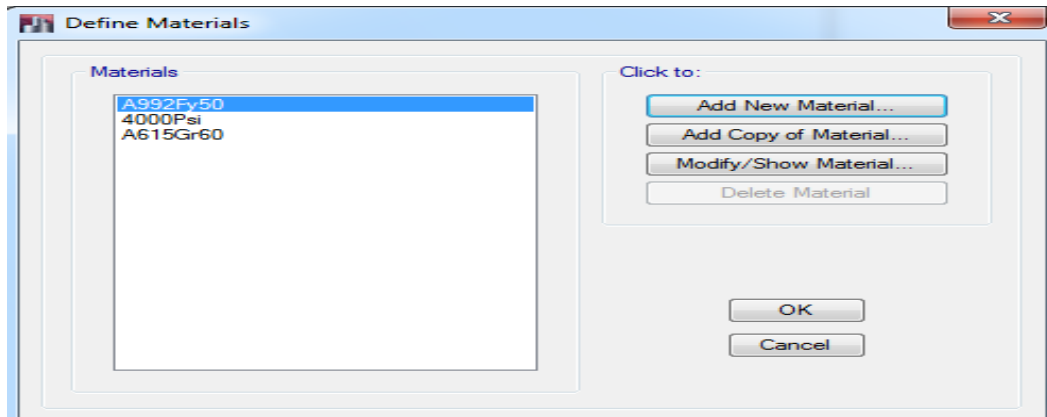 Define Materials
Materials
A992Fy50
4000Psi
A615Gr60
Click to:
Add New Material...
Add Copy of Material...
Modify/Show Material...
Delete Material
OK
Cancel